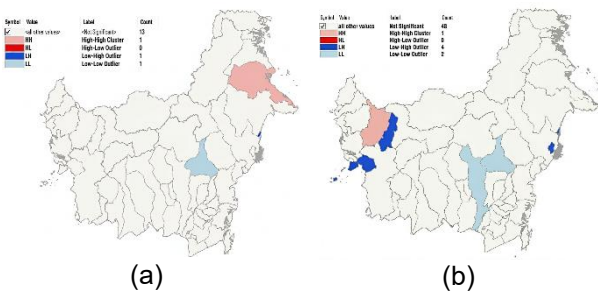 Symbol Value Label Count
✓ <all other values> <Not Significant> 13
HH High-High Cluster 1
HL High-Low Outlier 0
LH Low-High Outlier 1
LL Low-Low Outlier 1
Symbol Value Label Count
✓ <all other values> Not Significant 48
HH High-High Cluster 1
HL High-Low Outlier 0
LH Low-High Outlier 4
LL Low-Low Outlier 2
(a) (b)